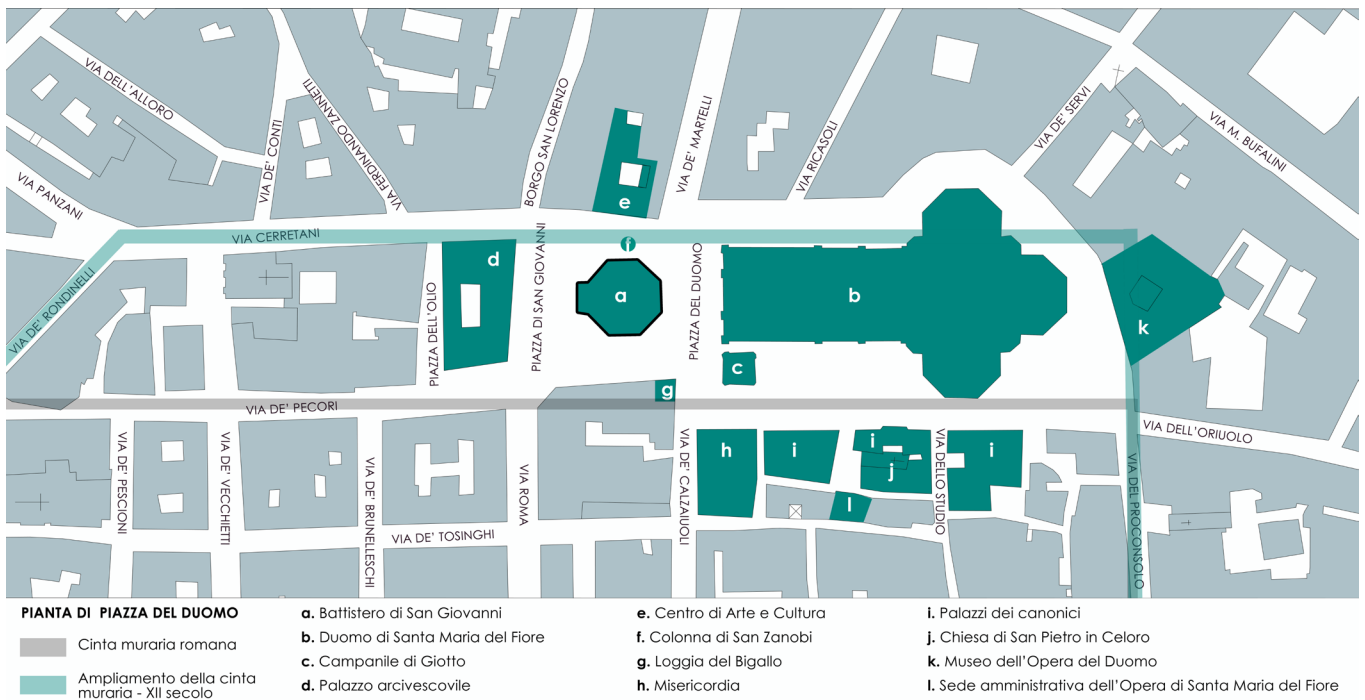 VIA DELL'ALLORO
VIA PANZANI
VIA DE' CONTI
VIA FERDINANDO ZANNETTI
BORGO SAN LORENZO
VIA DE' MARTELLI
VIA RICASOLI
VIA DE' SERVI
VIA M. BUFALINI
e
VIA CERRETANI
f
VIA DE' RONDINELLI
PIAZZA DELL'OLIO
d
PIAZZA DI SAN GIOVANNI
a
PIAZZA DEL DUOMO
b
k
c
g
VIA DE' PECORI
VIA DELL'ORIUOLO
VIA DE' PESCIONI
VIA DE' VECCHIETTI
VIA DE' BRUNELLESCHI
VIA ROMA
VIA DE' CALZAIUOLI
h
i
i
j
VIA DELLO STUDIO
i
l
VIA DE' TOSINGHI
VIA DEL PROCONSOLO
PIANTA DI PIAZZA DEL DUOMO
Cinta muraria romana
Ampliamento della cinta
muraria - XII secolo
a. Battistero di San Giovanni
b. Duomo di Santa Maria del Fiore
c. Campanile di Giotto
d. Palazzo arcivescovile
e. Centro di Arte e Cultura
f. Colonna di San Zanobi
g. Loggia del Bigallo
h. Misericordia
i. Palazzi dei canonici
j. Chiesa di San Pietro in Celoro
k. Museo dell'Opera del Duomo
l. Sede amministrativa dell'Opera di Santa Maria del Fiore